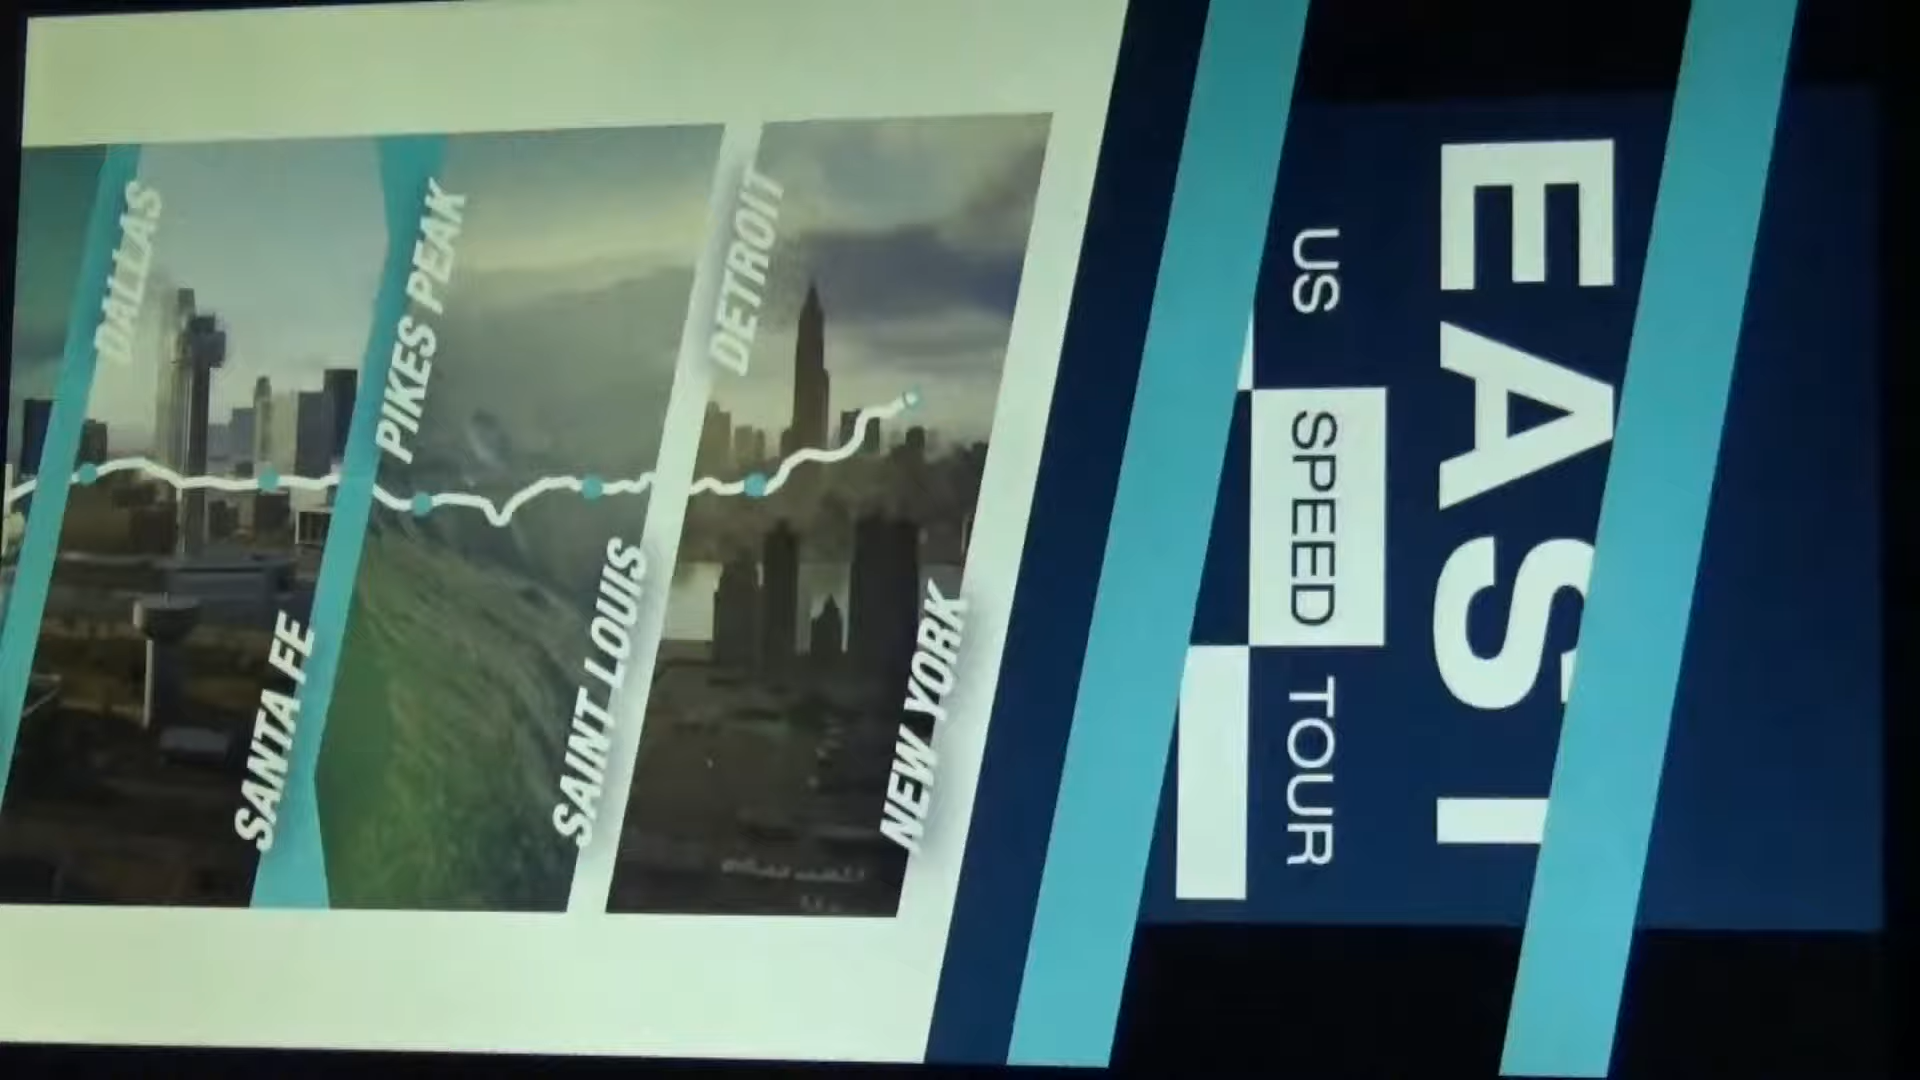 DALLAS
SANTA FE
PIKES PEAK
SAINT LOUIS
DETROIT
NEW YORK
EAST
US
SPEED
TOUR